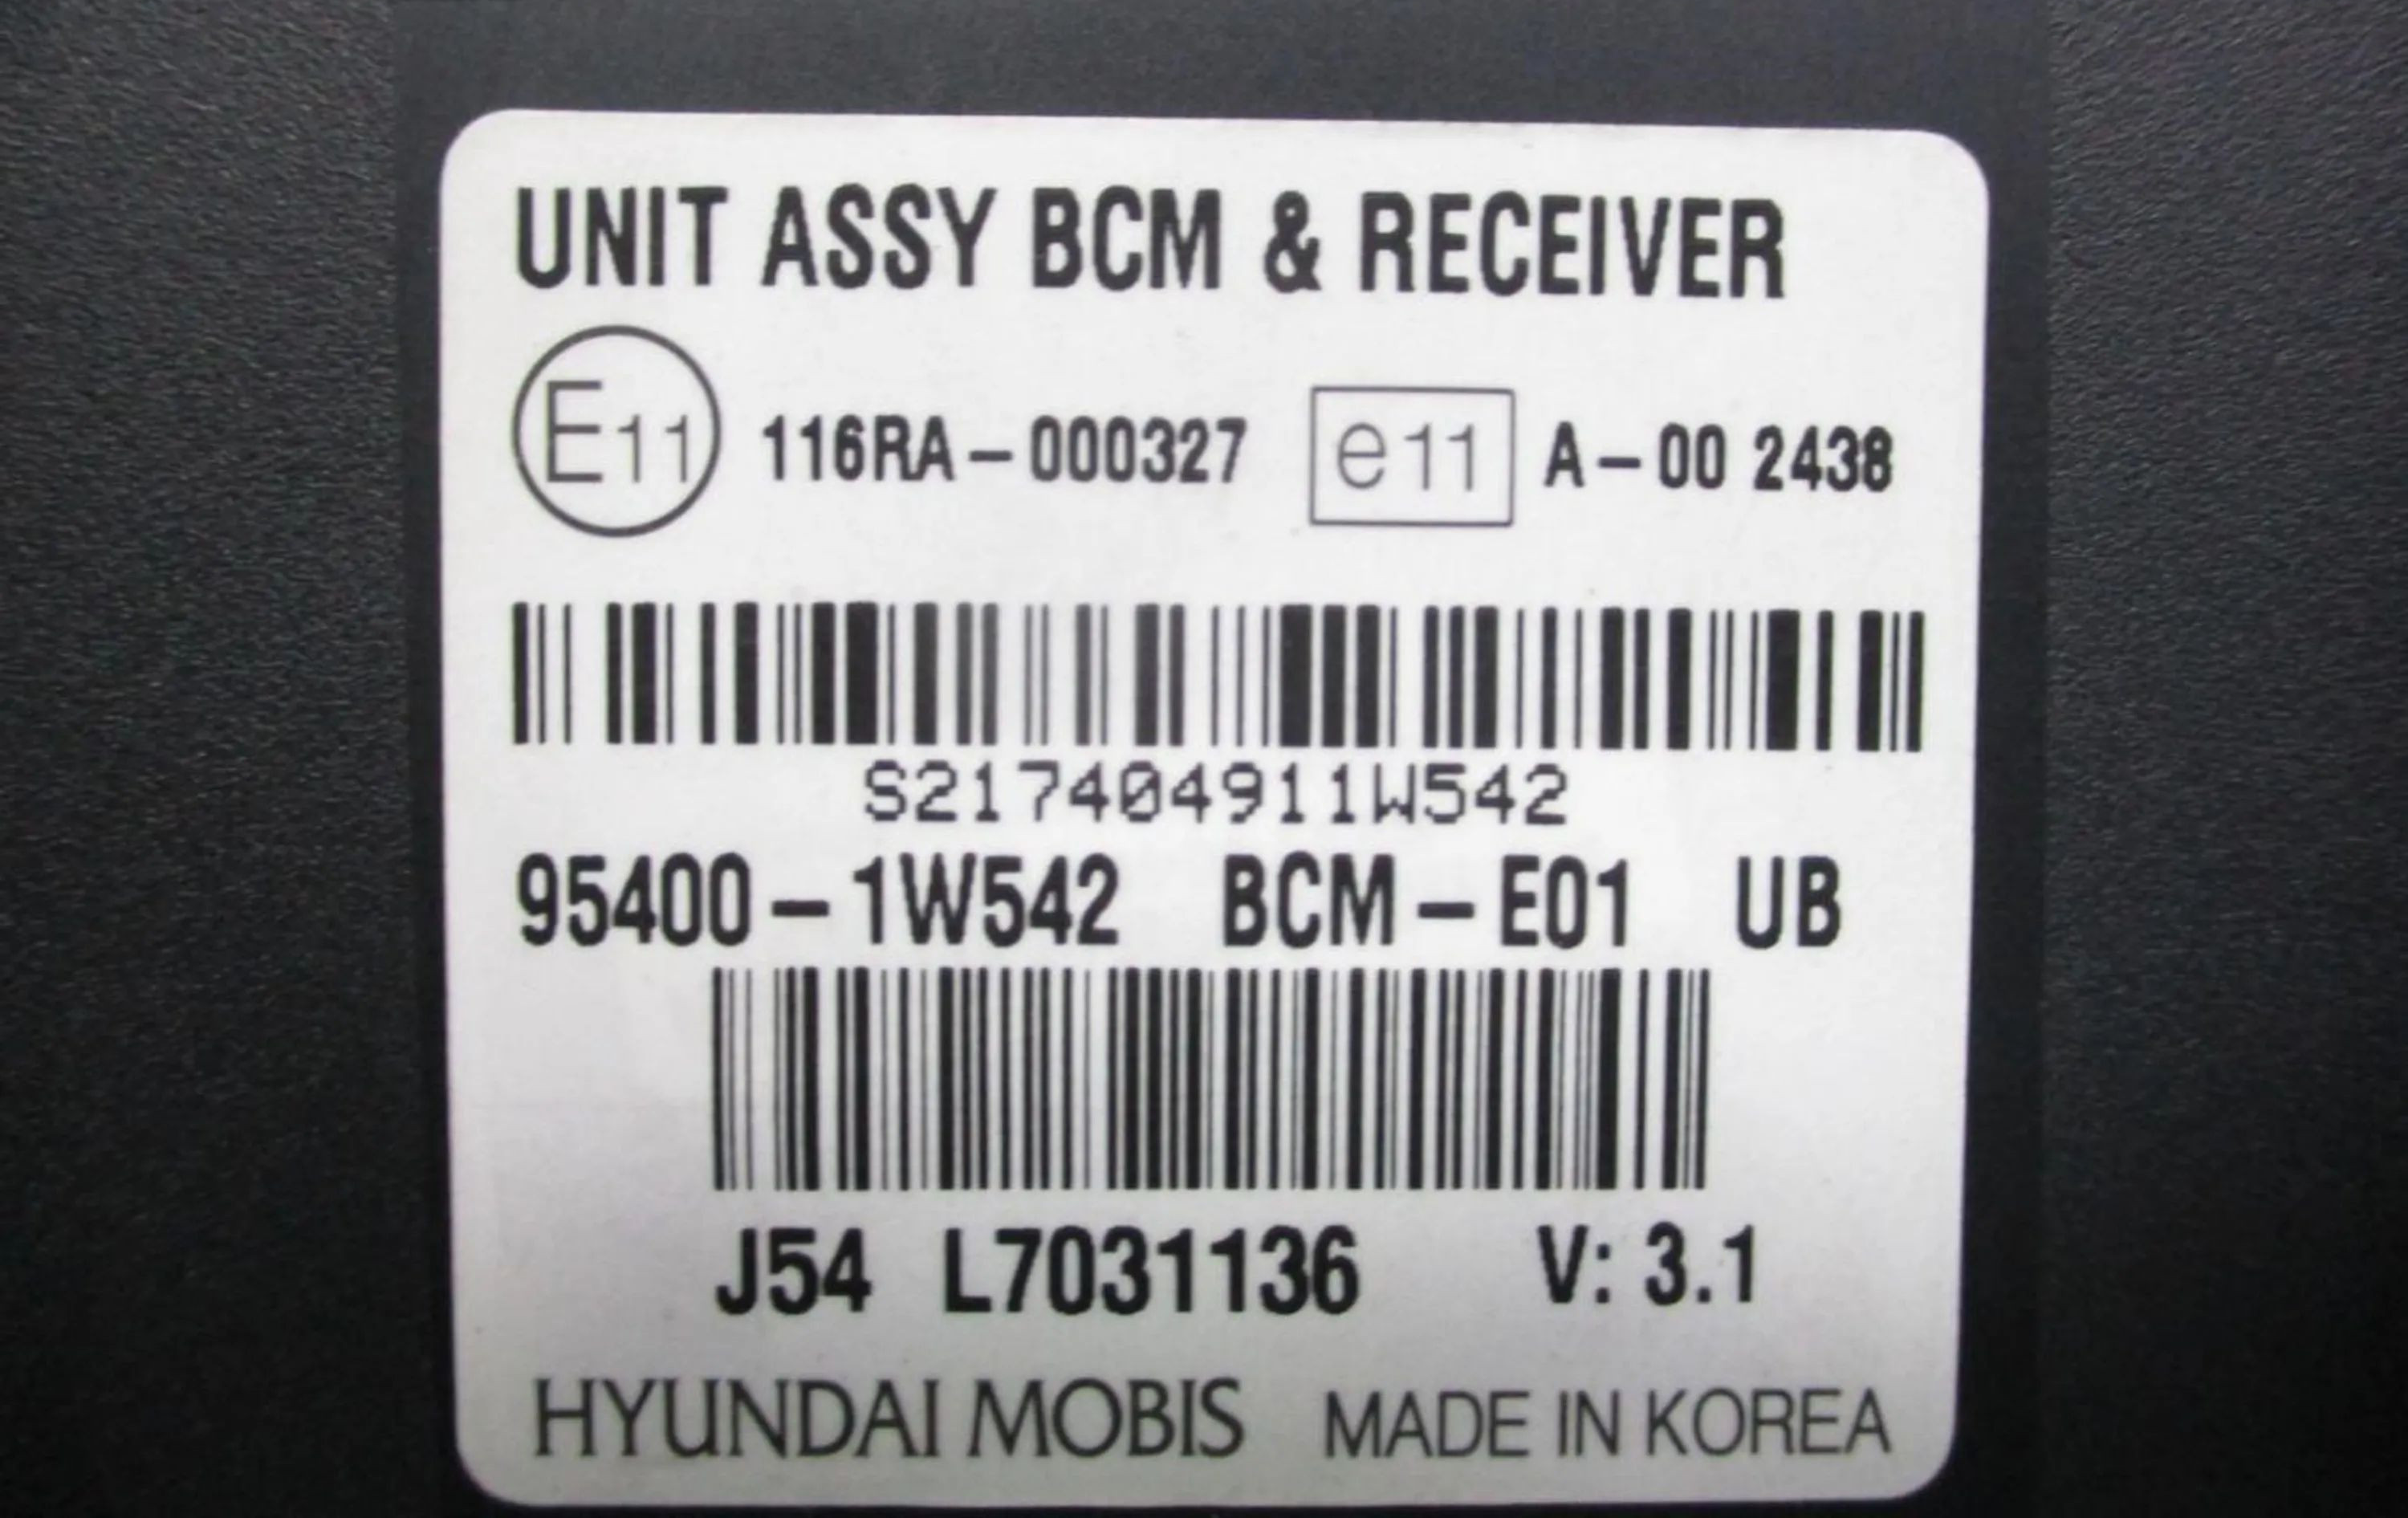 UNIT ASSY BCM & RECEIVER
E11 116RA-000327 e11 A-00 2438
S217404911W542
95400-1W542 BCM-E01 UB
J54 L7031136 V: 3.1
HYUNDAI MOBIS MADE IN KOREA